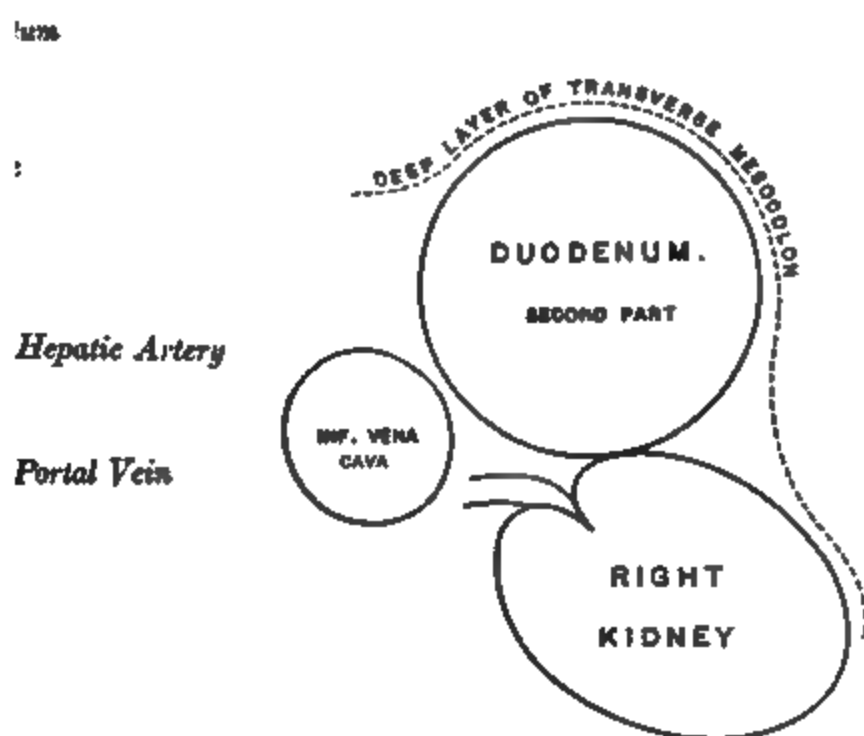 DEEP LAYER OF TRANSVERSE MESOCOLON
DUODENUM.
SECOND PART
Hepatic Artery
INF. VENA
CAVA
Portal Vein
RIGHT
KIDNEY